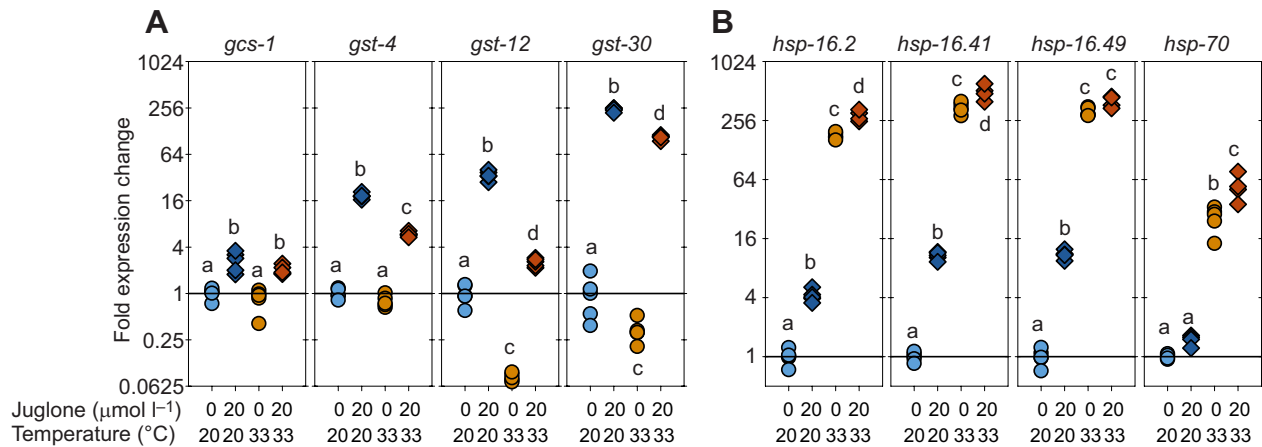 A
B
gcs-1 gst-4 gst-12 gst-30
hsp-16.2 hsp-16.41 hsp-16.49 hsp-70
Fold expression change
1024
256
64
16
4
1
0.25
0.0625
a b a b
a b a c
a b c d
a b c d
1024
256
64
16
4
1
a b c d
a b c d
a b c c
a a b c
Juglone (μmol l–1) 0 20 0 20 0 20 0 20 0 20 0 20 0 20 0 20 0 20 0 20 0 20 0 20 0 20 0 20 0 20 0 20
Temperature (°C) 20 20 33 33 20 20 33 33 20 20 33 33 20 20 33 33 20 20 33 33 20 20 33 33 20 20 33 33 20 20 33 33